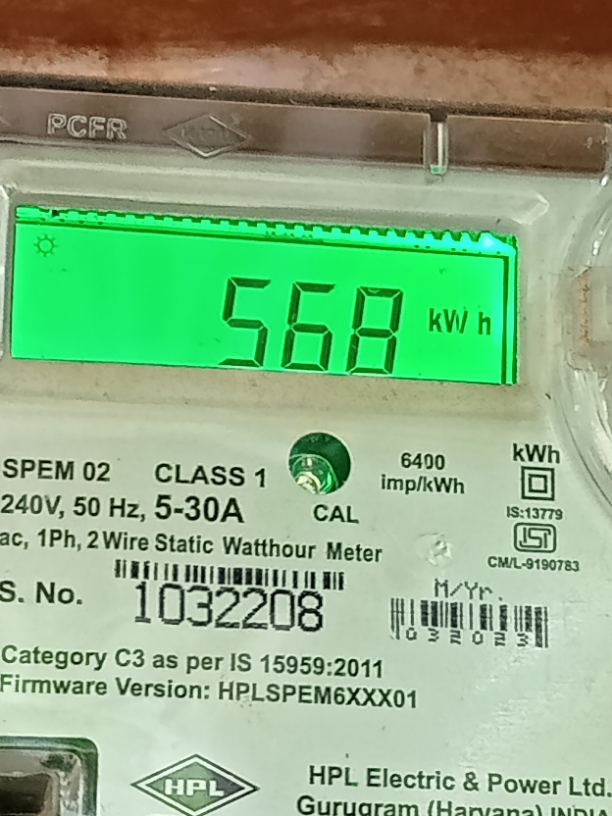 PCFR
568 kW h
SPEM 02 CLASS 1
240V, 50 Hz, 5-30A
CAL
6400
imp/kWh
kWh
IS:13779
ISI
CM/L-9190783
ac, 1Ph, 2 Wire Static Watthour Meter
S. No. 1032208
M/Yr.
032023
Category C3 as per IS 15959:2011
Firmware Version: HPLSPEM6XXX01
HPL
HPL Electric & Power Ltd.
Gurugram (Haryana) INDIA